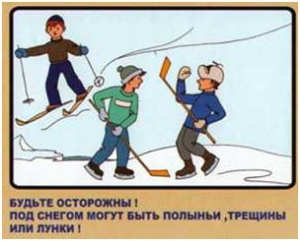 БУДЬТЕ ОСТОРОЖНЫ !
ПОД СНЕГОМ МОГУТ БЫТЬ ПОЛЫНЬИ ,ТРЕЩИНЫ
ИЛИ ЛУНКИ !